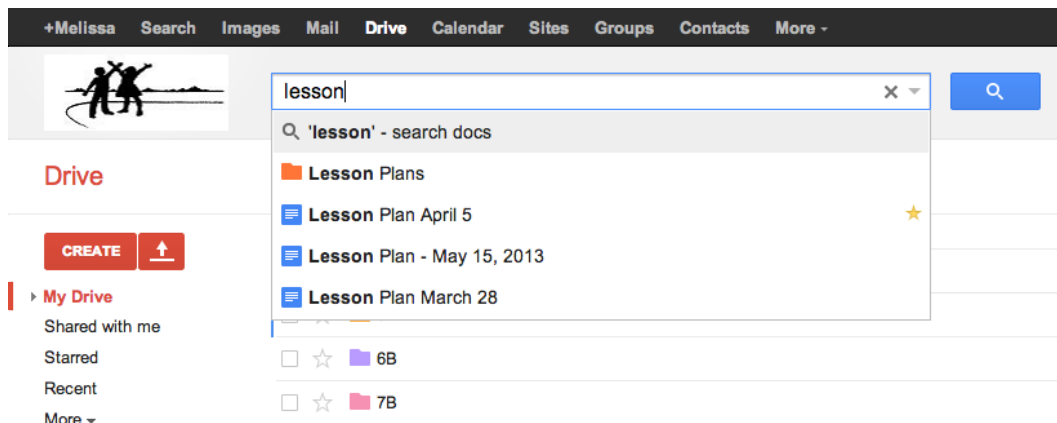 +Melissa Search Images Mail Drive Calendar Sites Groups Contacts More
lesson
'lesson' - search docs
Drive
Lesson Plans
Lesson Plan April 5
CREATE
Lesson Plan - May 15, 2013
My Drive
Lesson Plan March 28
Shared with me
Starred
6B
Recent
7B
More